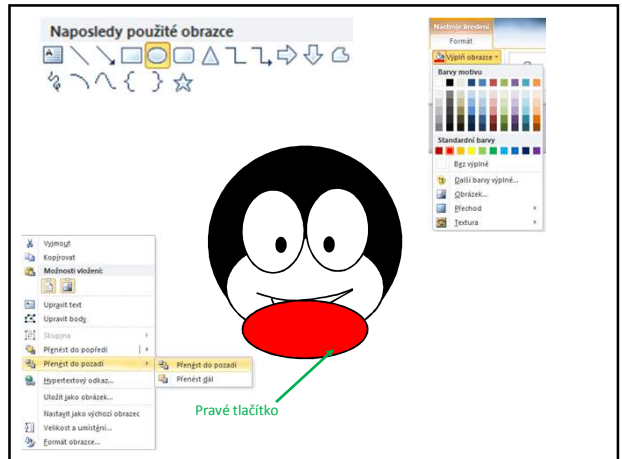 Naposledy použité obrazce
Nástroje kreslení
Formát
Výplň obrazce
Barvy motivu
Standardní barvy
Bez výplně
Další barvy výplně...
Obrázek...
Přechod
Textura
Vyjmout
Kopírovat
Možnosti vložení:
Upravit text
Upravit body
Skupina
Přenést do popředí
Přenést do pozadí
Přenést do pozadí
Přenést dál
Hypertextový odkaz...
Uložit jako obrázek...
Nastavit jako výchozí obrazec
Velikost a umístění...
Formát obrazce...
Pravé tlačítko